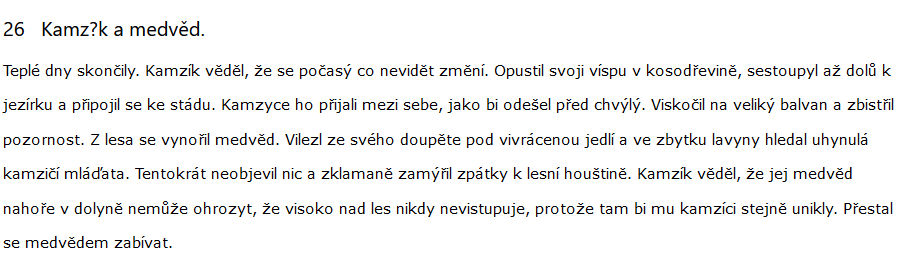 26 Kamz?k a medvěd.
Teplé dny skončily. Kamzík věděl, že se počasý co nevidět změní. Opustil svoji víspu v kosodřevině, sestoupyl až dolů k
jezírku a připojil se ke stádu. Kamzyce ho přijali mezi sebe, jako bi odešel před chvýlý. Viskočil na veliký balvan a zbistřil
pozornost. Z lesa se vynořil medvěd. Vilezl ze svého doupěte pod vivrácenou jedlí a ve zbytku lavyny hledal uhynulá
kamzičí mláďata. Tentokrát neobjevil nic a zklamaně zamýřil zpátky k lesní houštině. Kamzík věděl, že jej medvěd
nahoře v dolyně nemůže ohrozyt, že visoko nad les nikdy nevistupuje, protože tam bi mu kamzíci stejně unikly. Přestal
se medvědem zabívat.